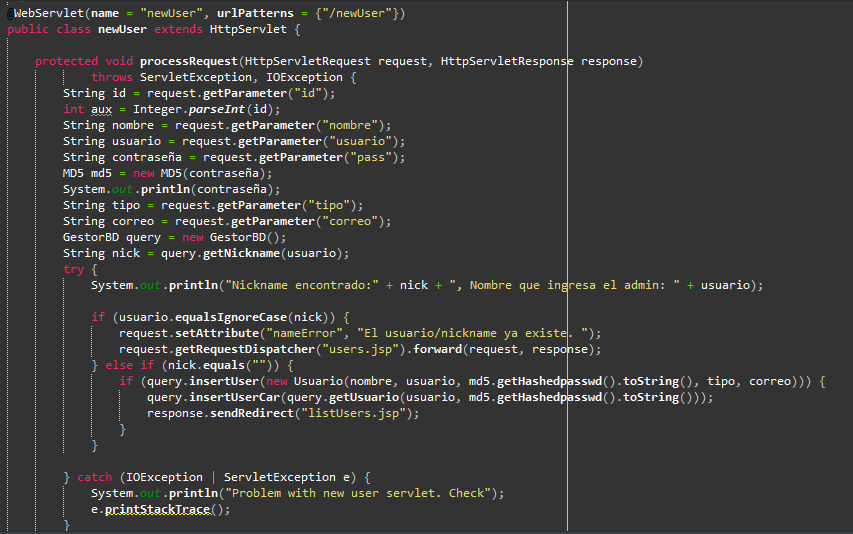 @WebServlet(name = "newUser", urlPatterns = {"/newUser"})
public class newUser extends HttpServlet {
protected void processRequest(HttpServletRequest request, HttpServletResponse response)
throws ServletException, IOException {
String id = request.getParameter("id");
int aux = Integer.parseInt(id);
String nombre = request.getParameter("nombre");
String usuario = request.getParameter("usuario");
String contraseña = request.getParameter("pass");
MD5 md5 = new MD5(contraseña);
System.out.println(contraseña);
String tipo = request.getParameter("tipo");
String correo = request.getParameter("correo");
GestorBD query = new GestorBD();
String nick = query.getNickname(usuario);
try {
System.out.println("Nickname encontrado:" + nick + ", Nombre que ingresa el admin: " + usuario);
if (usuario.equalsIgnoreCase(nick)) {
request.setAttribute("nameError", "El usuario/nickname ya existe. ");
request.getRequestDispatcher("users.jsp").forward(request, response);
} else if (nick.equals("")) {
if (query.insertUser(new Usuario(nombre, usuario, md5.getHashedpasswd().toString(), tipo, correo))) {
query.insertUserCar(query.getUsuario(usuario, md5.getHashedpasswd().toString()));
response.sendRedirect("listUsers.jsp");
}
}
} catch (IOException | ServletException e) {
System.out.println("Problem with new user servlet. Check");
e.printStackTrace();
}